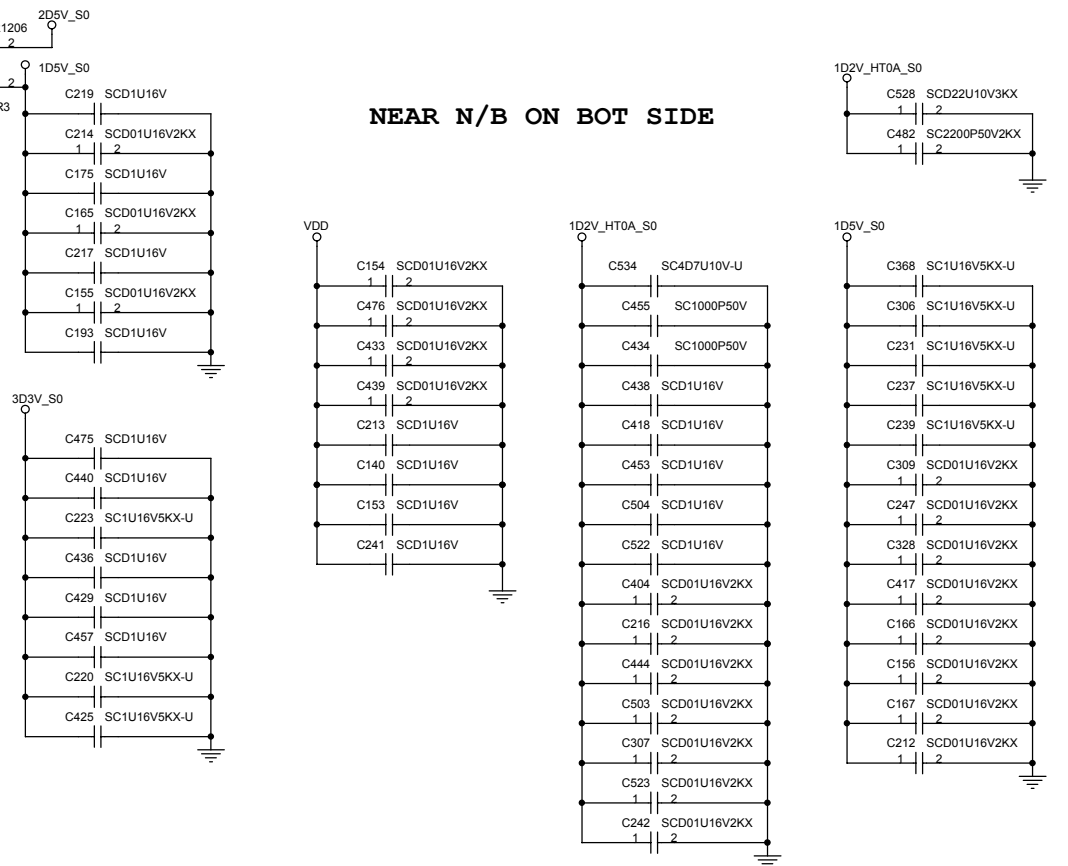 1206
2D5V_S0
2
1D5V_S0
2
R3
C219 SCD1U16V
C214 SCD01U16V2KX
1 2
C175 SCD1U16V
C165 SCD01U16V2KX
1 2
C217 SCD1U16V
C155 SCD01U16V2KX
1 2
C193 SCD1U16V
3D3V_S0
C475 SCD1U16V
C440 SCD1U16V
C223 SC1U16V5KX-U
C436 SCD1U16V
C429 SCD1U16V
C457 SCD1U16V
C220 SC1U16V5KX-U
C425 SC1U16V5KX-U
NEAR N/B ON BOT SIDE
VDD
C154 SCD01U16V2KX
1 2
C476 SCD01U16V2KX
1 2
C433 SCD01U16V2KX
1 2
C439 SCD01U16V2KX
1 2
C213 SCD1U16V
C140 SCD1U16V
C153 SCD1U16V
C241 SCD1U16V
1D2V_HT0A_S0
C534 SC4D7U10V-U
C455 SC1000P50V
C434 SC1000P50V
C438 SCD1U16V
C418 SCD1U16V
C453 SCD1U16V
C504 SCD1U16V
C522 SCD1U16V
C404 SCD01U16V2KX
1 2
C216 SCD01U16V2KX
1 2
C444 SCD01U16V2KX
1 2
C503 SCD01U16V2KX
1 2
C307 SCD01U16V2KX
1 2
C523 SCD01U16V2KX
1 2
C242 SCD01U16V2KX
1 2
1D2V_HT0A_S0
C528 SCD22U10V3KX
1 2
C482 SC2200P50V2KX
1 2
1D5V_S0
C368 SC1U16V5KX-U
C306 SC1U16V5KX-U
C231 SC1U16V5KX-U
C237 SC1U16V5KX-U
C239 SC1U16V5KX-U
C309 SCD01U16V2KX
1 2
C247 SCD01U16V2KX
1 2
C328 SCD01U16V2KX
1 2
C417 SCD01U16V2KX
1 2
C166 SCD01U16V2KX
1 2
C156 SCD01U16V2KX
1 2
C167 SCD01U16V2KX
1 2
C212 SCD01U16V2KX
1 2